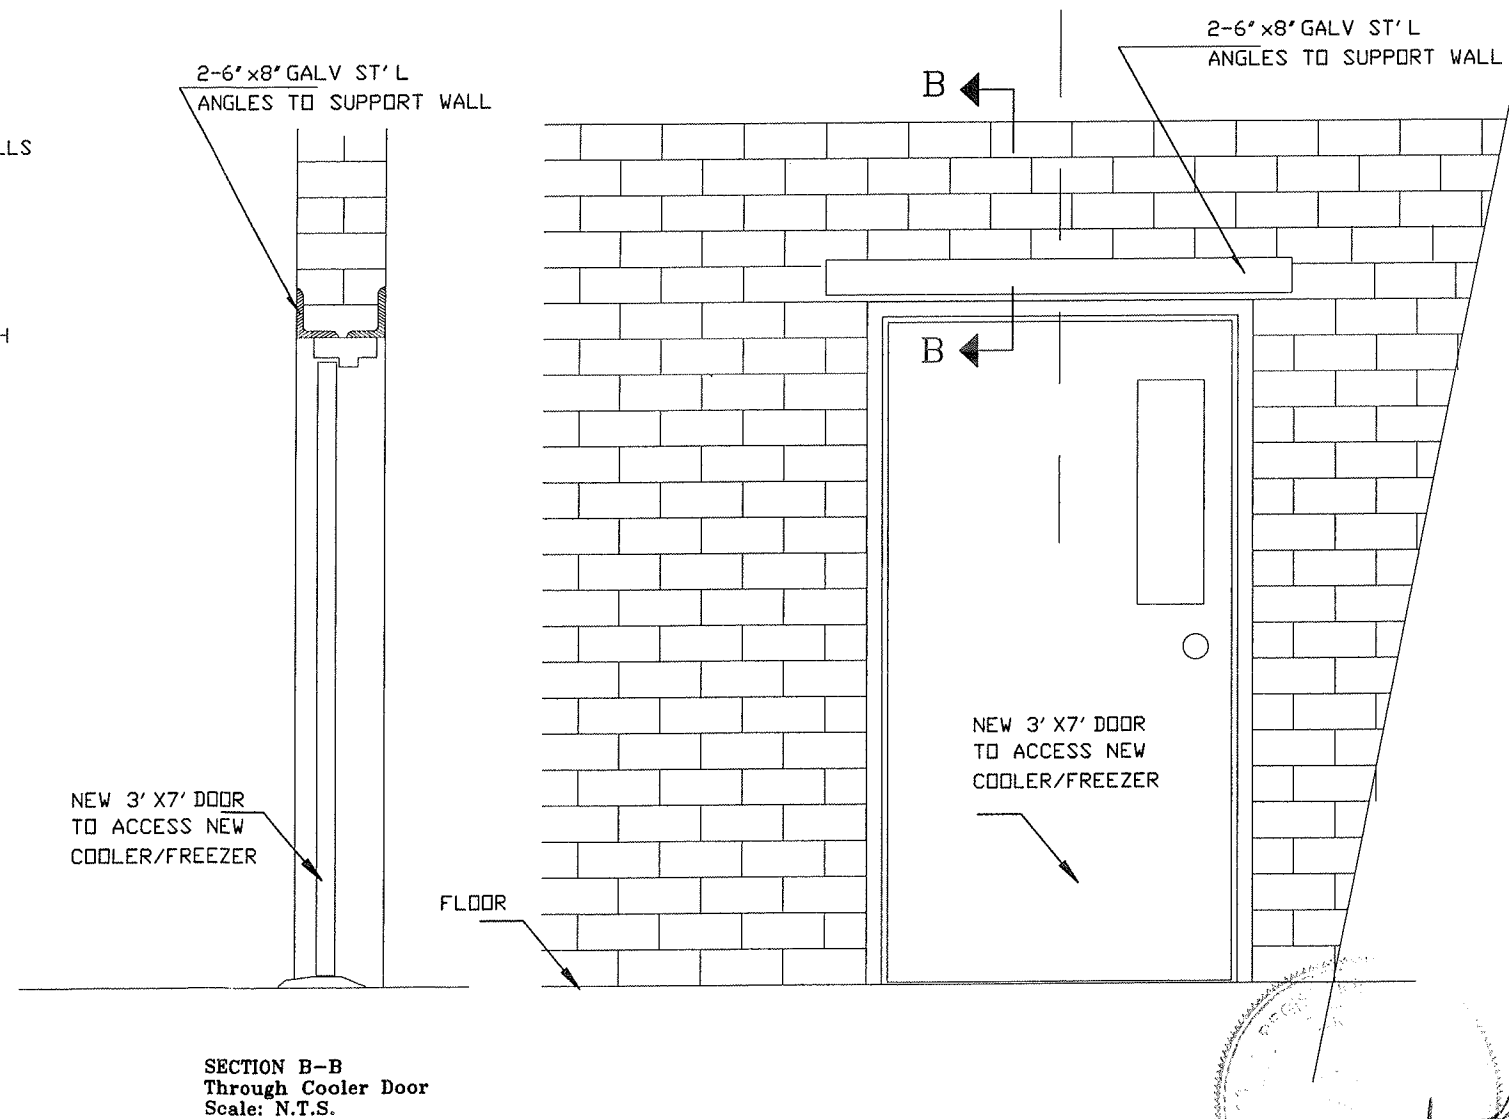 2-6"x8" GALV ST'L
ANGLES TO SUPPORT WALL
2-6"x8" GALV ST'L
ANGLES TO SUPPORT WALL
B
LLS
H
B
NEW 3'X7' DOOR
TO ACCESS NEW
COOLER/FREEZER
NEW 3'X7' DOOR
TO ACCESS NEW
COOLER/FREEZER
FLOOR
SECTION B-B
Through Cooler Door
Scale: N.T.S.